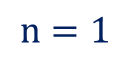 n = 1